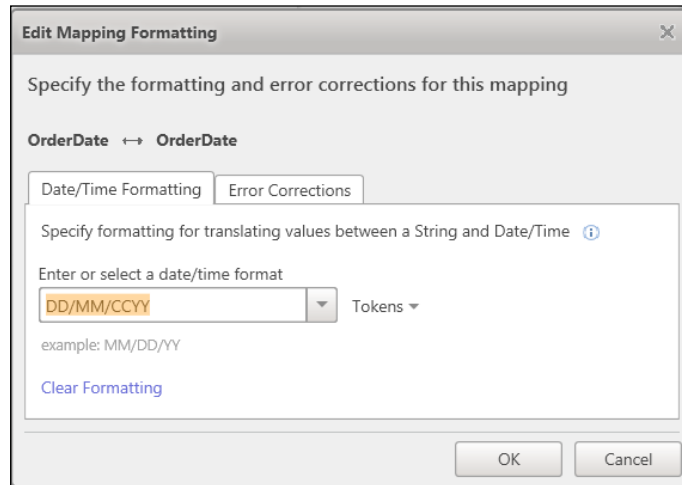 Edit Mapping Formatting
Specify the formatting and error corrections for this mapping
OrderDate ↔ OrderDate
Date/Time Formatting Error Corrections
Specify formatting for translating values between a String and Date/Time
Enter or select a date/time format
DD/MM/CCYY Tokens
example: MM/DD/YY
Clear Formatting
OK Cancel